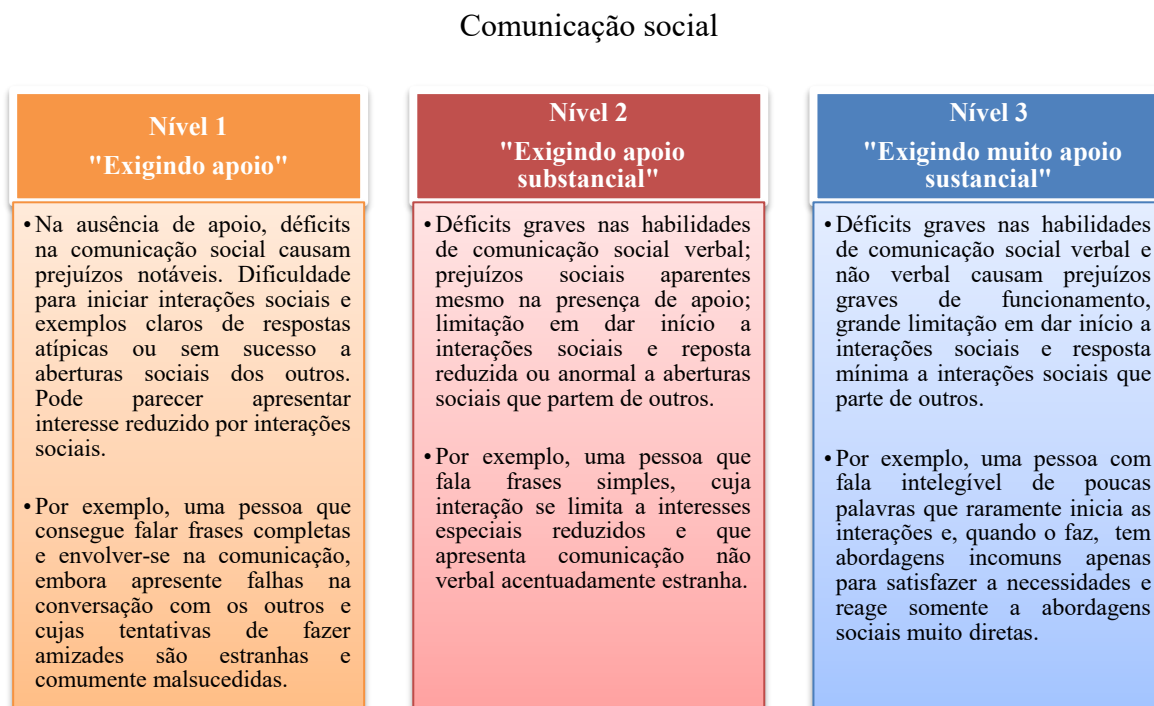 Comunicação social
Nível 1
"Exigindo apoio"
•Na ausência de apoio, déficits
na comunicação social causam
prejuízos notáveis. Dificuldade
para iniciar interações sociais e
exemplos claros de respostas
atípicas ou sem sucesso a
aberturas sociais dos outros.
Pode parecer apresentar
interesse reduzido por interações
sociais.
•Por exemplo, uma pessoa que
consegue falar frases completas
e envolver-se na comunicação,
embora apresente falhas na
conversação com os outros e
cujas tentativas de fazer
amizades são estranhas e
comumente malsucedidas.
Nível 2
"Exigindo apoio
substancial"
•Déficits graves nas habilidades
de comunicação social verbal;
prejuízos sociais aparentes
mesmo na presença de apoio;
limitação em dar início a
interações sociais e reposta
reduzida ou anormal a aberturas
sociais que partem de outros.
•Por exemplo, uma pessoa que
fala frases simples, cuja
interação se limita a interesses
especiais reduzidos e que
apresenta comunicação não
verbal acentuadamente estranha.
Nível 3
"Exigindo muito apoio
sustancial"
•Déficits graves nas habilidades
de comunicação social verbal e
não verbal causam prejuízos
graves de funcionamento,
grande limitação em dar início a
interações sociais e resposta
mínima a interações sociais que
parte de outros.
•Por exemplo, uma pessoa com
fala intelegível de poucas
palavras que raramente inicia as
interações e, quando o faz, tem
abordagens incomuns apenas
para satisfazer a necessidades e
reage somente a abordagens
sociais muito diretas.